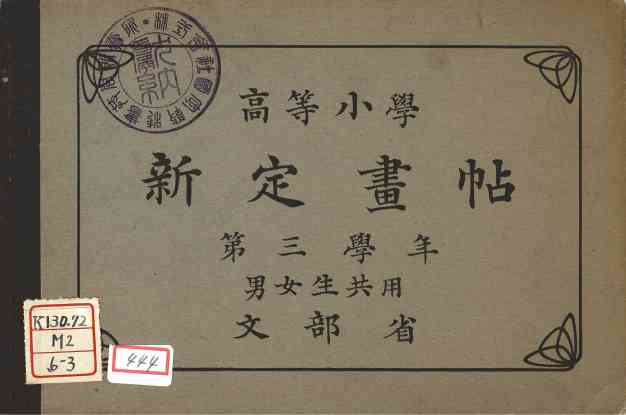 高等小學
新定畫帖
第三學年
男女生共用
文部省
K130.72
M2
6-3
444